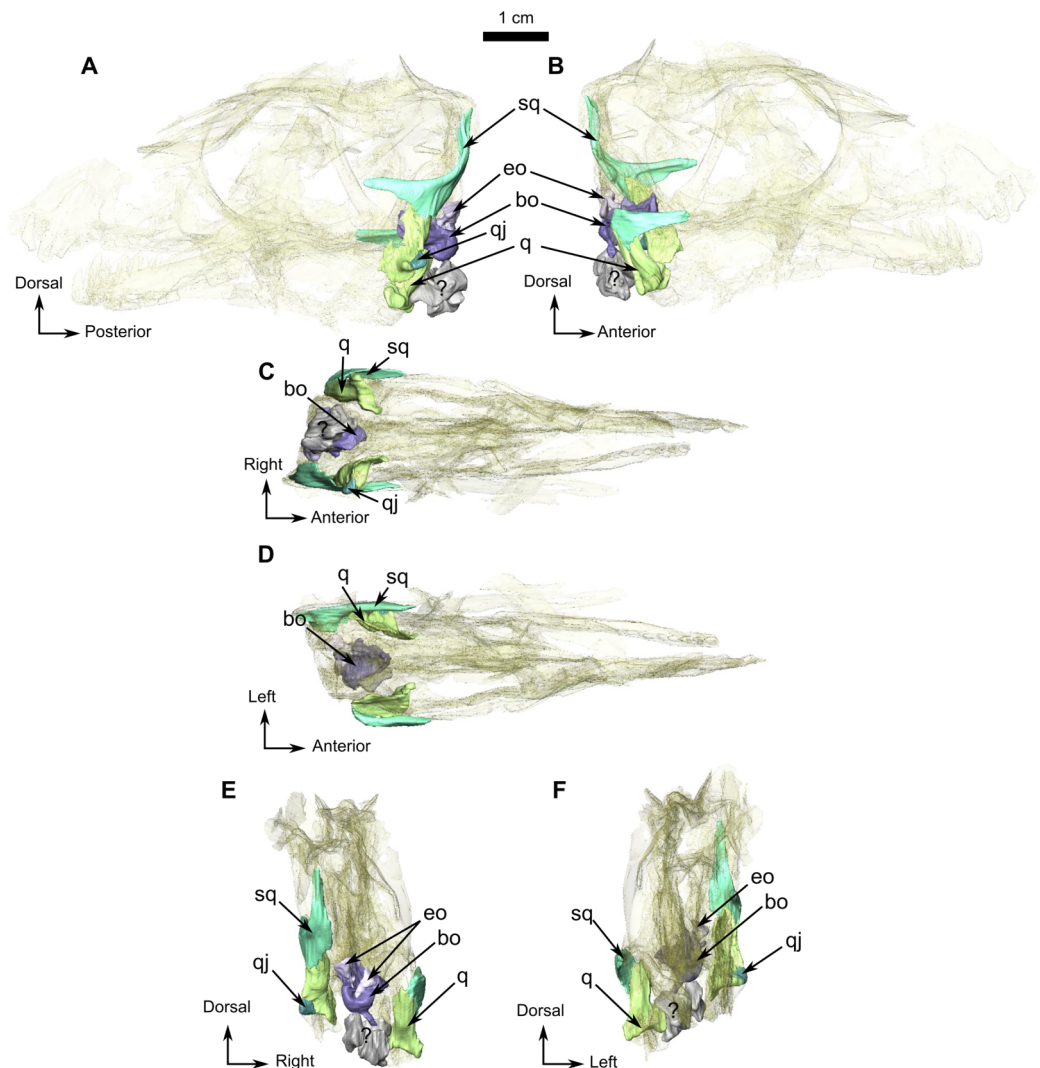 1 cm
A
B
sq
eo
bo
qj
q
?
?
Dorsal
Posterior
Dorsal
Anterior
C
q
sq
bo
?
Right
qj
Anterior
D
q
sq
bo
Left
Anterior
E
F
sq
eo
bo
qj
q
?
Dorsal
Right
eo
sq
bo
qj
q
?
Dorsal
Left